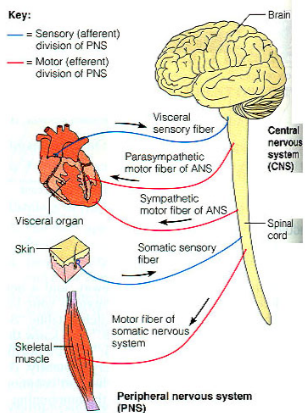 Key:
= Sensory (afferent)
division of PNS
= Motor (efferent)
division of PNS
Brain
Visceral
sensory fiber
Central
nervous
system
(CNS)
Parasympathetic
motor fiber of ANS
Sympathetic
motor fiber of ANS
Visceral organ
Spinal
cord
Skin
Somatic sensory
fiber
Motor fiber of
somatic nervous
system
Skeletal
muscle
Peripheral nervous system
(PNS)